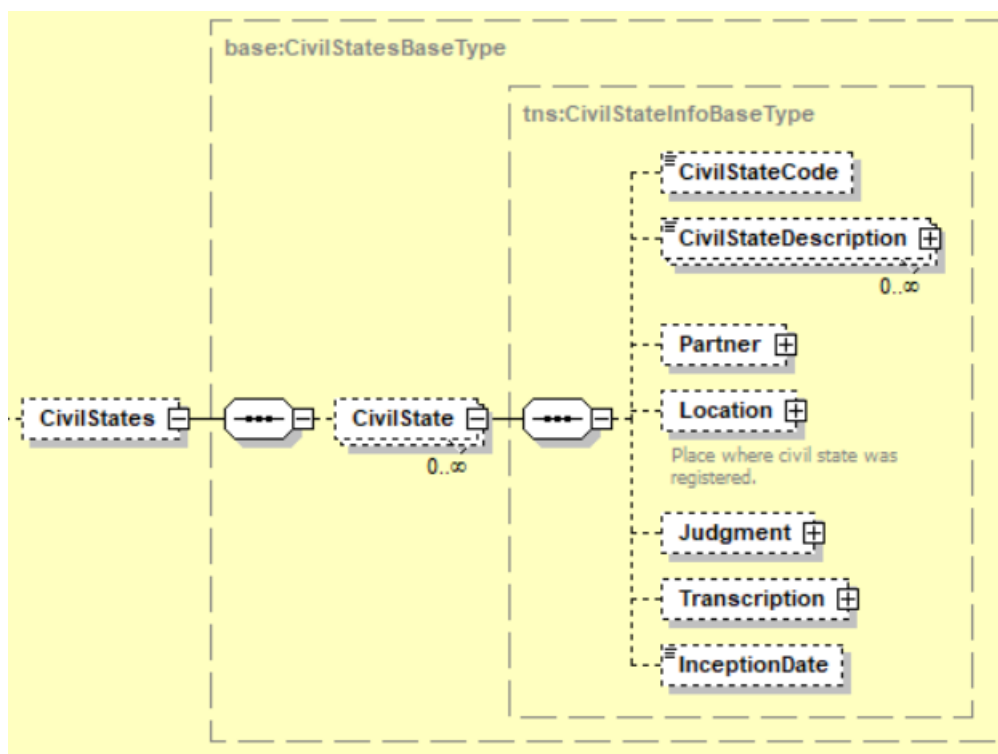 base:CivilStatesBaseType
tns:CivilStateInfoBaseType
CivilStateCode
CivilStateDescription
0..∞
Partner
CivilStates
CivilState
0..∞
Location
Place where civil state was
registered.
Judgment
Transcription
InceptionDate